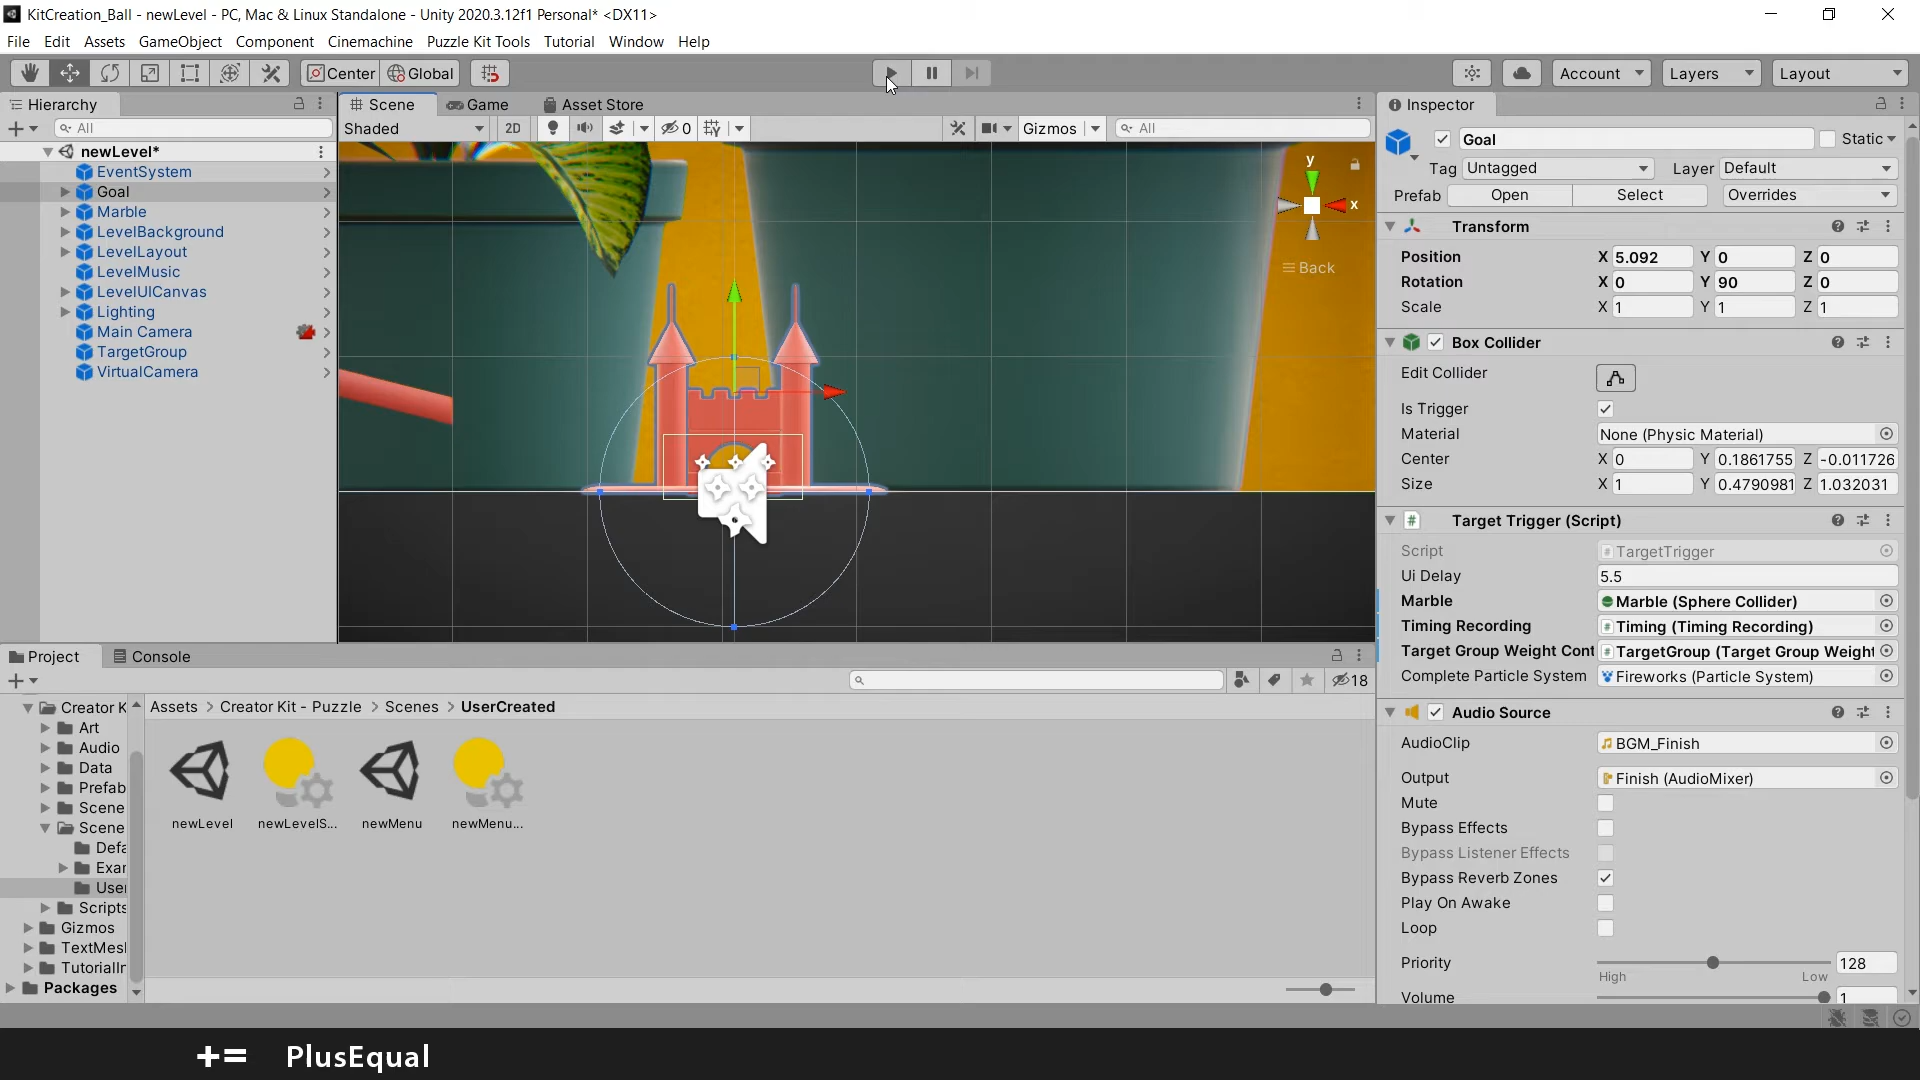 KitCreation_Ball - newLevel - PC, Mac & Linux Standalone - Unity 2020.3.12f1 Personal* <DX11>
File Edit Assets GameObject Component Cinemachine Puzzle Kit Tools Tutorial Window Help
Center Global Account Layers Layout
Hierarchy
All
newLevel*
EventSystem
Goal
Marble
LevelBackground
LevelLayout
LevelMusic
LevelUICanvas
Lighting
Main Camera
TargetGroup
VirtualCamera
Scene Game Asset Store
Shaded 2D 0 Gizmos All
y
x
Back
Inspector
Goal Static
Tag Untagged Layer Default
Prefab Open Select Overrides
Transform
Position X 5.092 Y 0 Z 0
Rotation X 0 Y 90 Z 0
Scale X 1 Y 1 Z 1
Box Collider
Edit Collider
Is Trigger
Material None (Physic Material)
Center X 0 Y 0.1861755 Z -0.011726
Size X 1 Y 0.4790981 Z 1.032031
Target Trigger (Script)
Script TargetTrigger
Ui Delay 5.5
Marble Marble (Sphere Collider)
Timing Recording Timing (Timing Recording)
Target Group Weight Cont TargetGroup (Target Group Weight
Complete Particle System Fireworks (Particle System)
Audio Source
AudioClip BGM_Finish
Output Finish (AudioMixer)
Mute
Bypass Effects
Bypass Listener Effects
Bypass Reverb Zones
Play On Awake
Loop
Priority 128
High Low
Volume 1
Project Console
18
Creator K
Art
Audio
Data
Prefab
Scene
Scene
Defa
Exar
User
Scripts
Gizmos
TextMesl
TutorialIr
Packages
Assets > Creator Kit - Puzzle > Scenes > UserCreated
newLevel newLevelS... newMenu newMenu...
+= PlusEqual